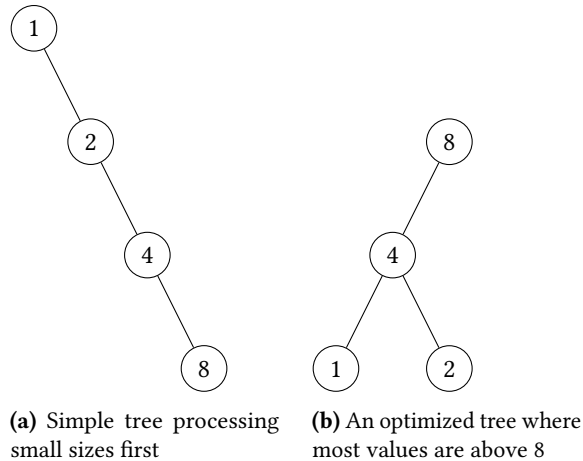 1
2
4
8
(a) Simple tree processing
small sizes first
8
4
1
2
(b) An optimized tree where
most values are above 8